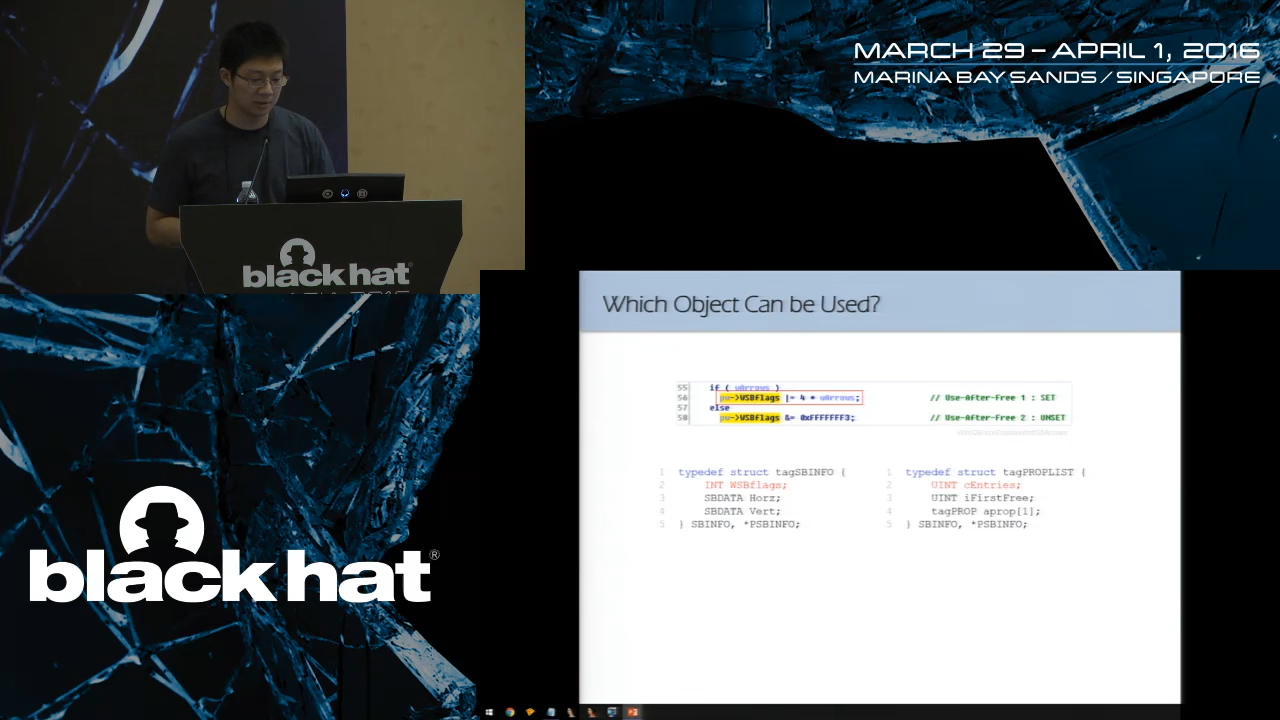 MARCH 29 – APRIL 1, 2016
MARINA BAY SANDS / SINGAPORE
black hat
Which Object Can be Used?
55 if ( wArrows )
56 pw->WSBflags |= 4 * wArrows; // Use-After-Free 1 : SET
57 else
58 pw->WSBflags &= 0xFFFFFFF3; // Use-After-Free 2 : UNSET
1 typedef struct tagSBINFO {
2 INT WSBflags;
3 SBDATA Horz;
4 SBDATA Vert;
5 } SBINFO, *PSBINFO;
1 typedef struct tagPROPLIST {
2 UINT cEntries;
3 UINT iFirstFree;
4 tagPROP aprop[1];
5 } SBINFO, *PSBINFO;
black hat®